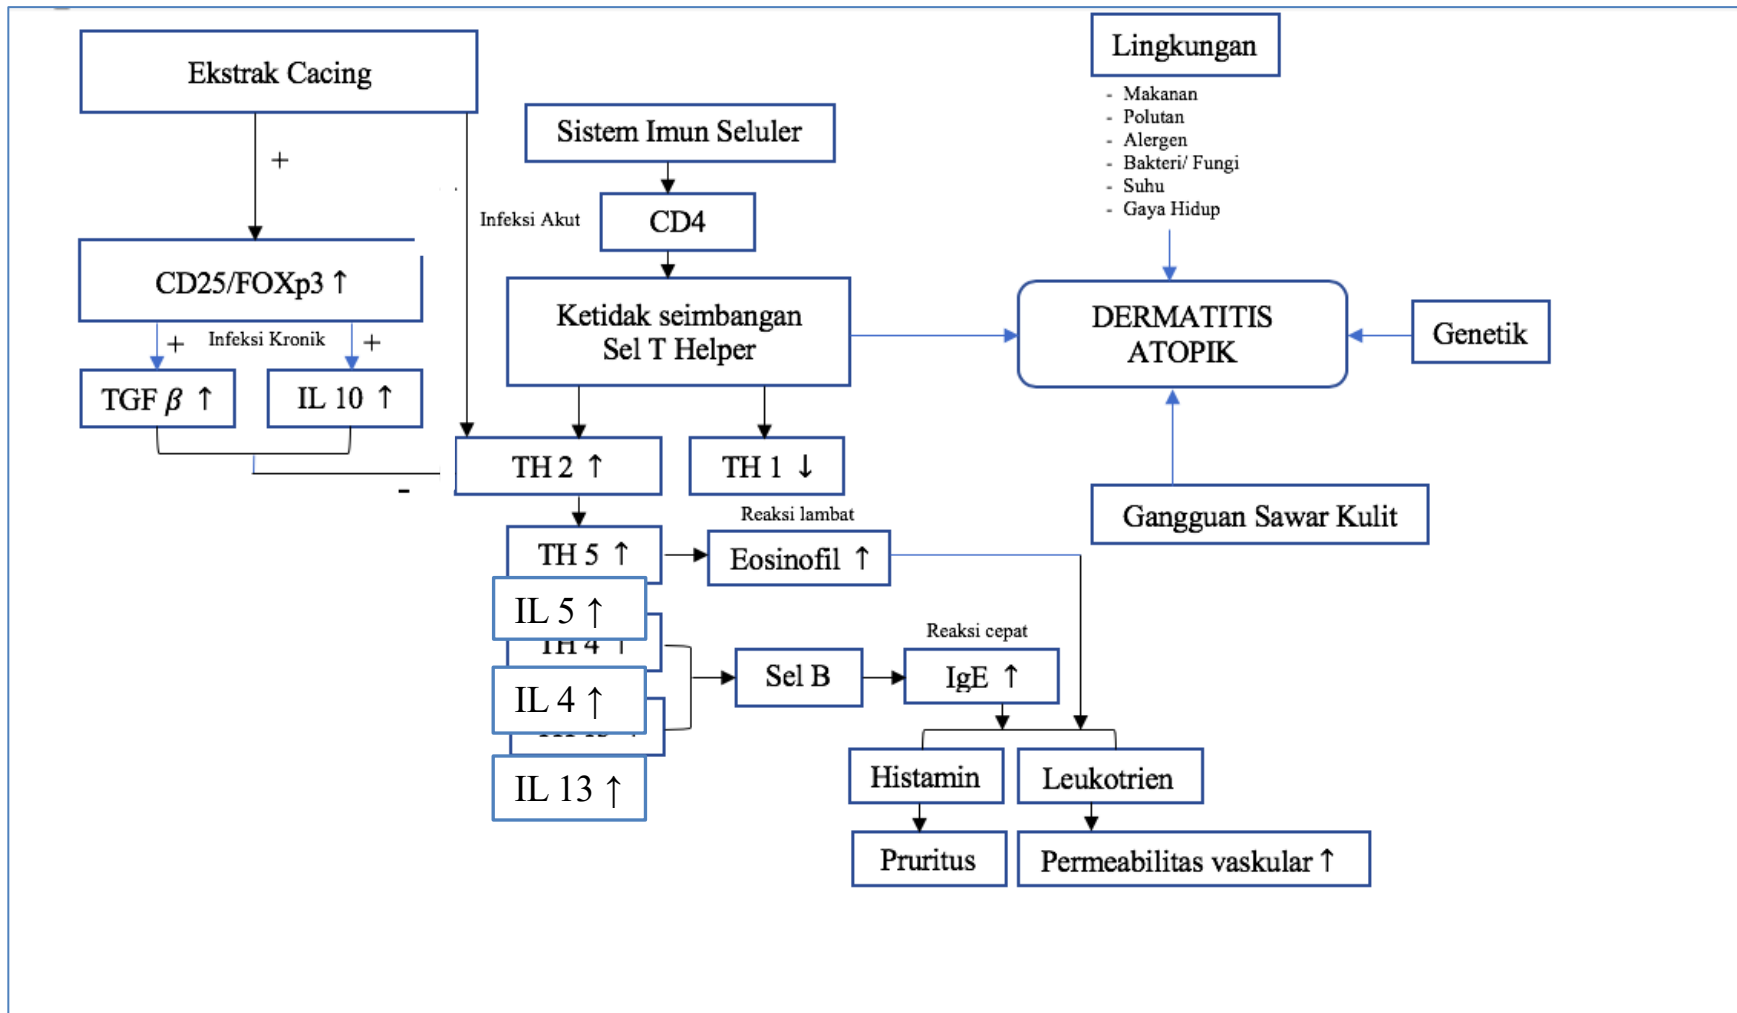 Ekstrak Cacing
+
CD25/FOXp3 ↑
+ Infeksi Kronik +
TGF β ↑
IL 10 ↑
-
Infeksi Akut
Sistem Imun Seluler
CD4
Ketidak seimbangan
Sel T Helper
TH 2 ↑
TH 1 ↓
TH 5 ↑
IL 5 ↑
TH 4 ↑
IL 4 ↑
IL 13 ↑
Reaksi lambat
Eosinofil ↑
Sel B
Reaksi cepat
IgE ↑
Histamin
Leukotrien
Pruritus
Permeabilitas vaskular ↑
Lingkungan
- Makanan
- Polutan
- Alergen
- Bakteri/ Fungi
- Suhu
- Gaya Hidup
DERMATITIS
ATOPIK
Genetik
Gangguan Sawar Kulit